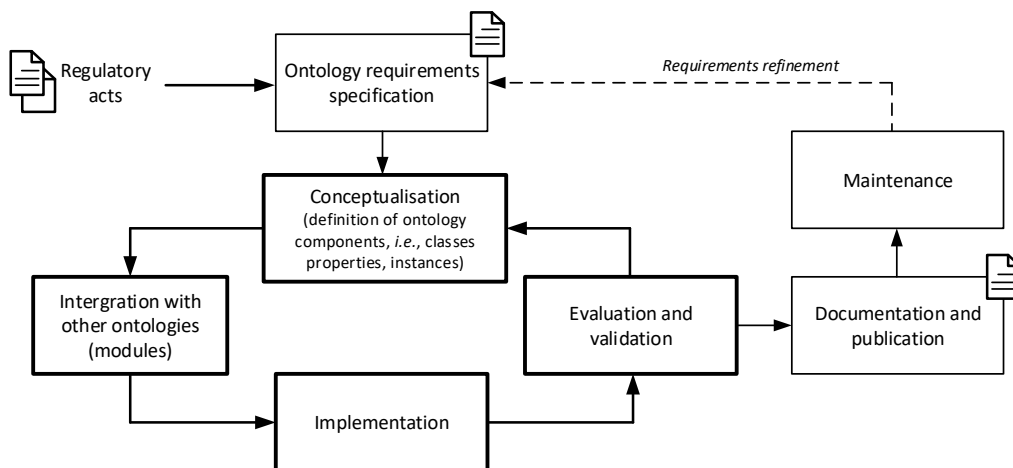 Regulatory
acts
Ontology requirements
specification
Requirements refinement
Maintenance
Conceptualisation
(definition of ontology
components, i.e., classes
properties, instances)
Intergration with
other ontologies
(modules)
Evaluation and
validation
Documentation and
publication
Implementation